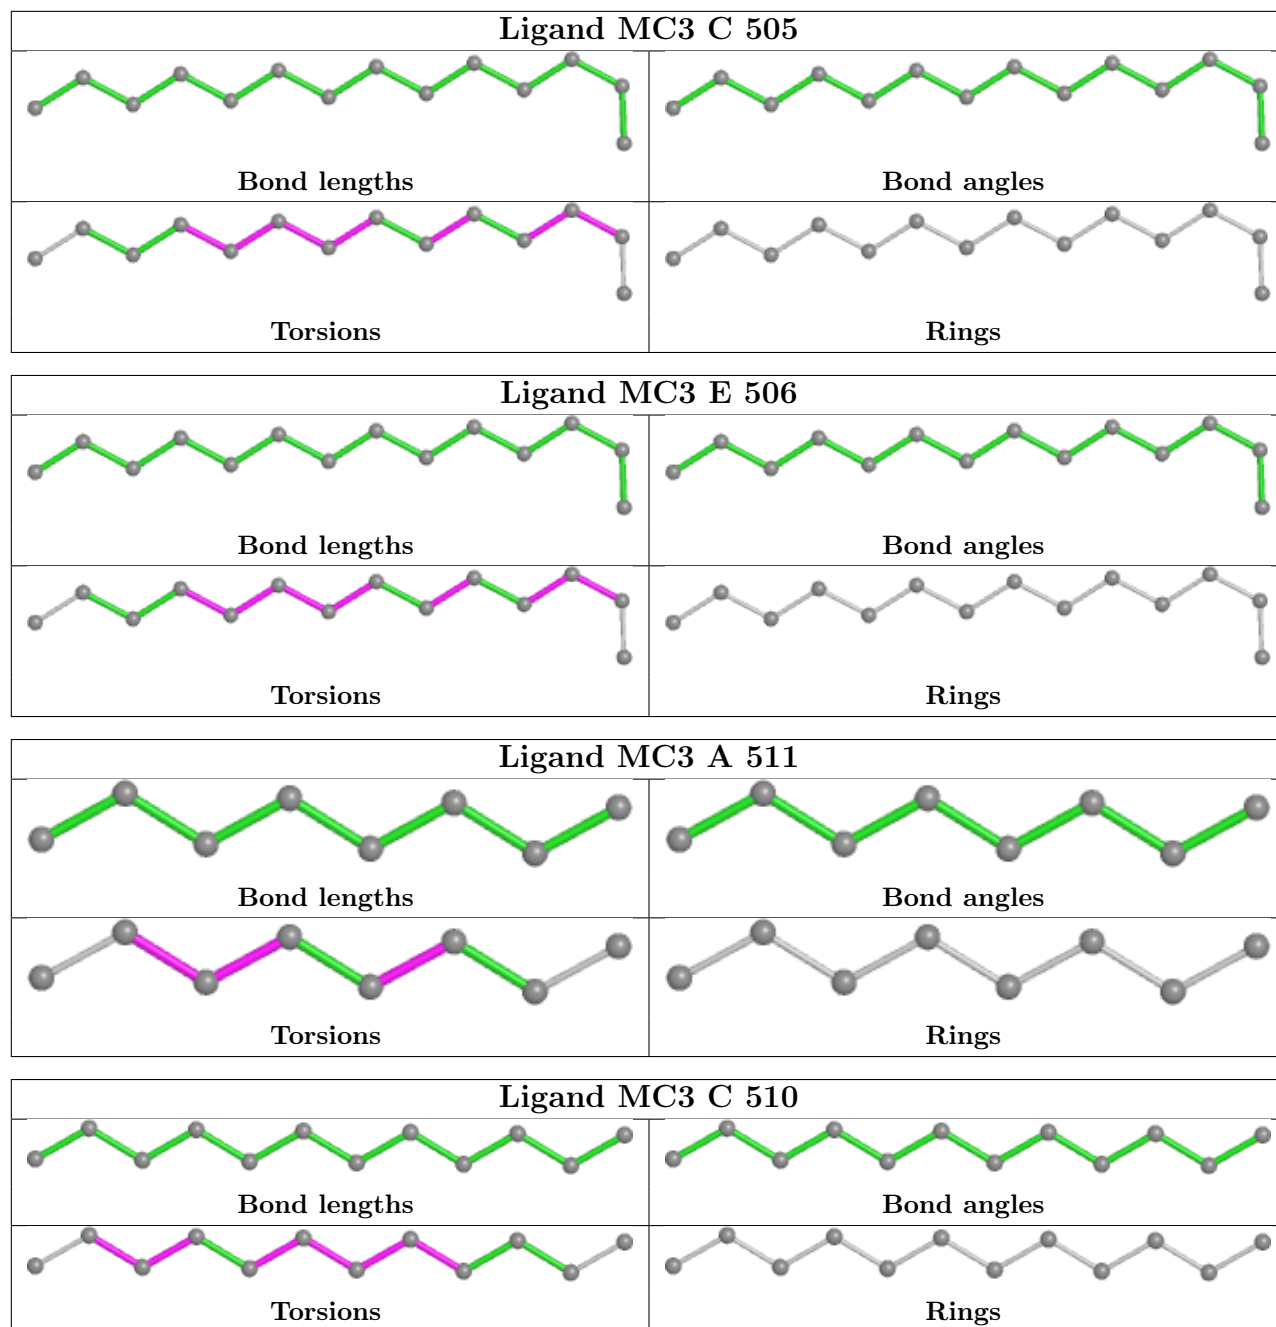 Ligand MC3 C 505
Bond lengths
Bond angles
Torsions
Rings
Ligand MC3 E 506
Bond lengths
Bond angles
Torsions
Rings
Ligand MC3 A 511
Bond lengths
Bond angles
Torsions
Rings
Ligand MC3 C 510
Bond lengths
Bond angles
Torsions
Rings